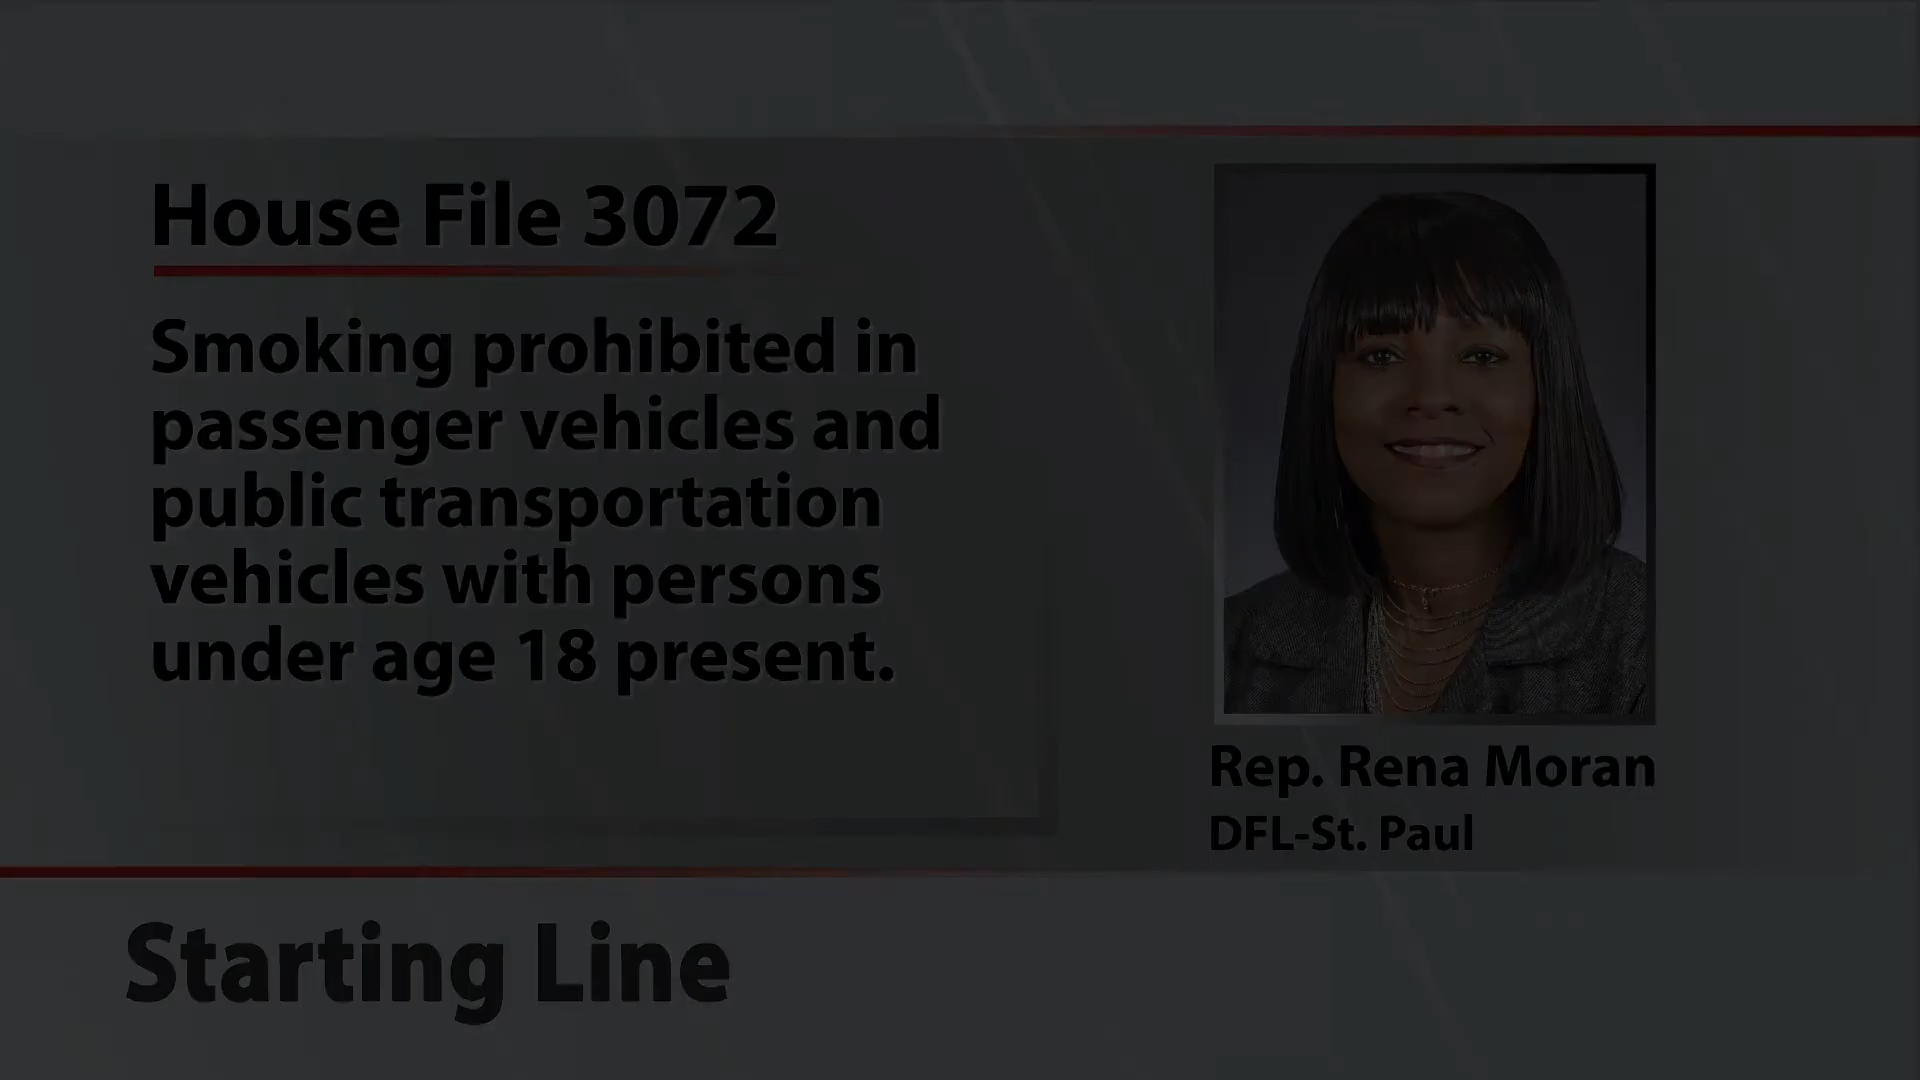 House File 3072
Smoking prohibited in
passenger vehicles and
public transportation
vehicles with persons
under age 18 present.
Rep. Rena Moran
DFL-St. Paul
Starting Line